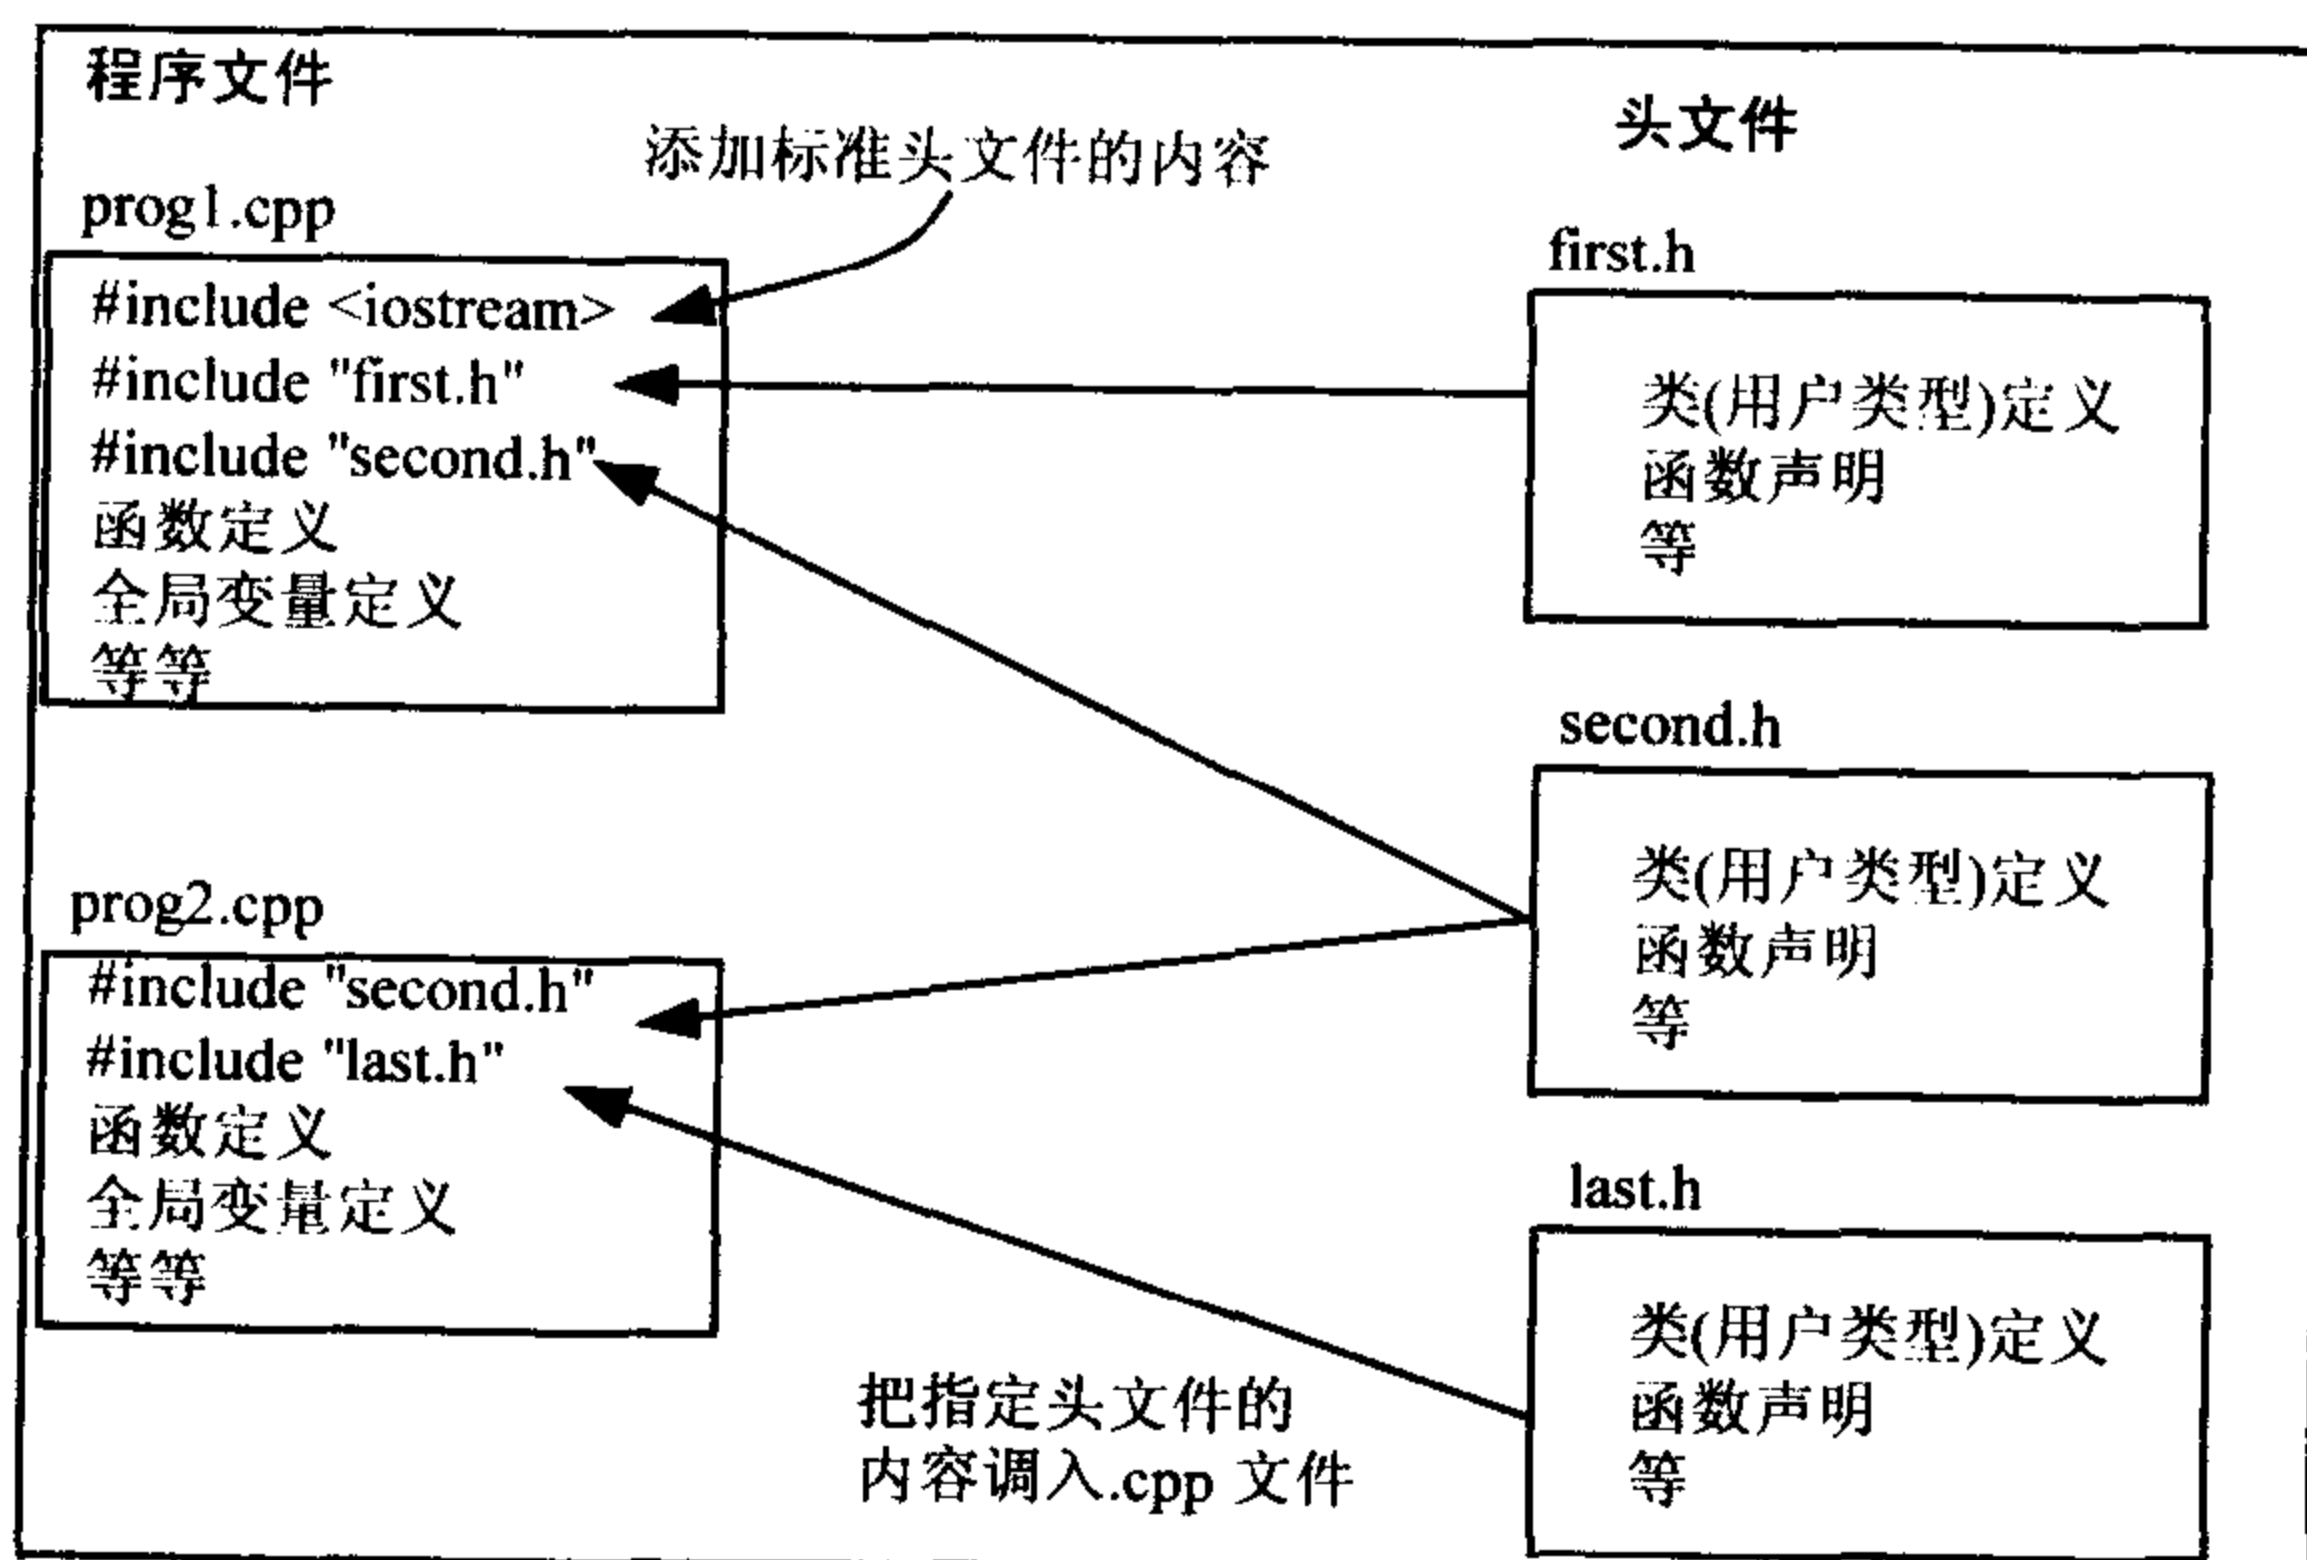 程序文件
头文件
添加标准头文件的内容
prog1.cpp
#include <iostream>
#include "first.h"
#include "second.h"
函数定义
全局变量定义
等等
first.h
类(用户类型)定义
函数声明
等
second.h
类(用户类型)定义
函数声明
等
prog2.cpp
#include "second.h"
#include "last.h"
函数定义
全局变量定义
等等
last.h
类(用户类型)定义
函数声明
等
把指定头文件的
内容调入.cpp 文件